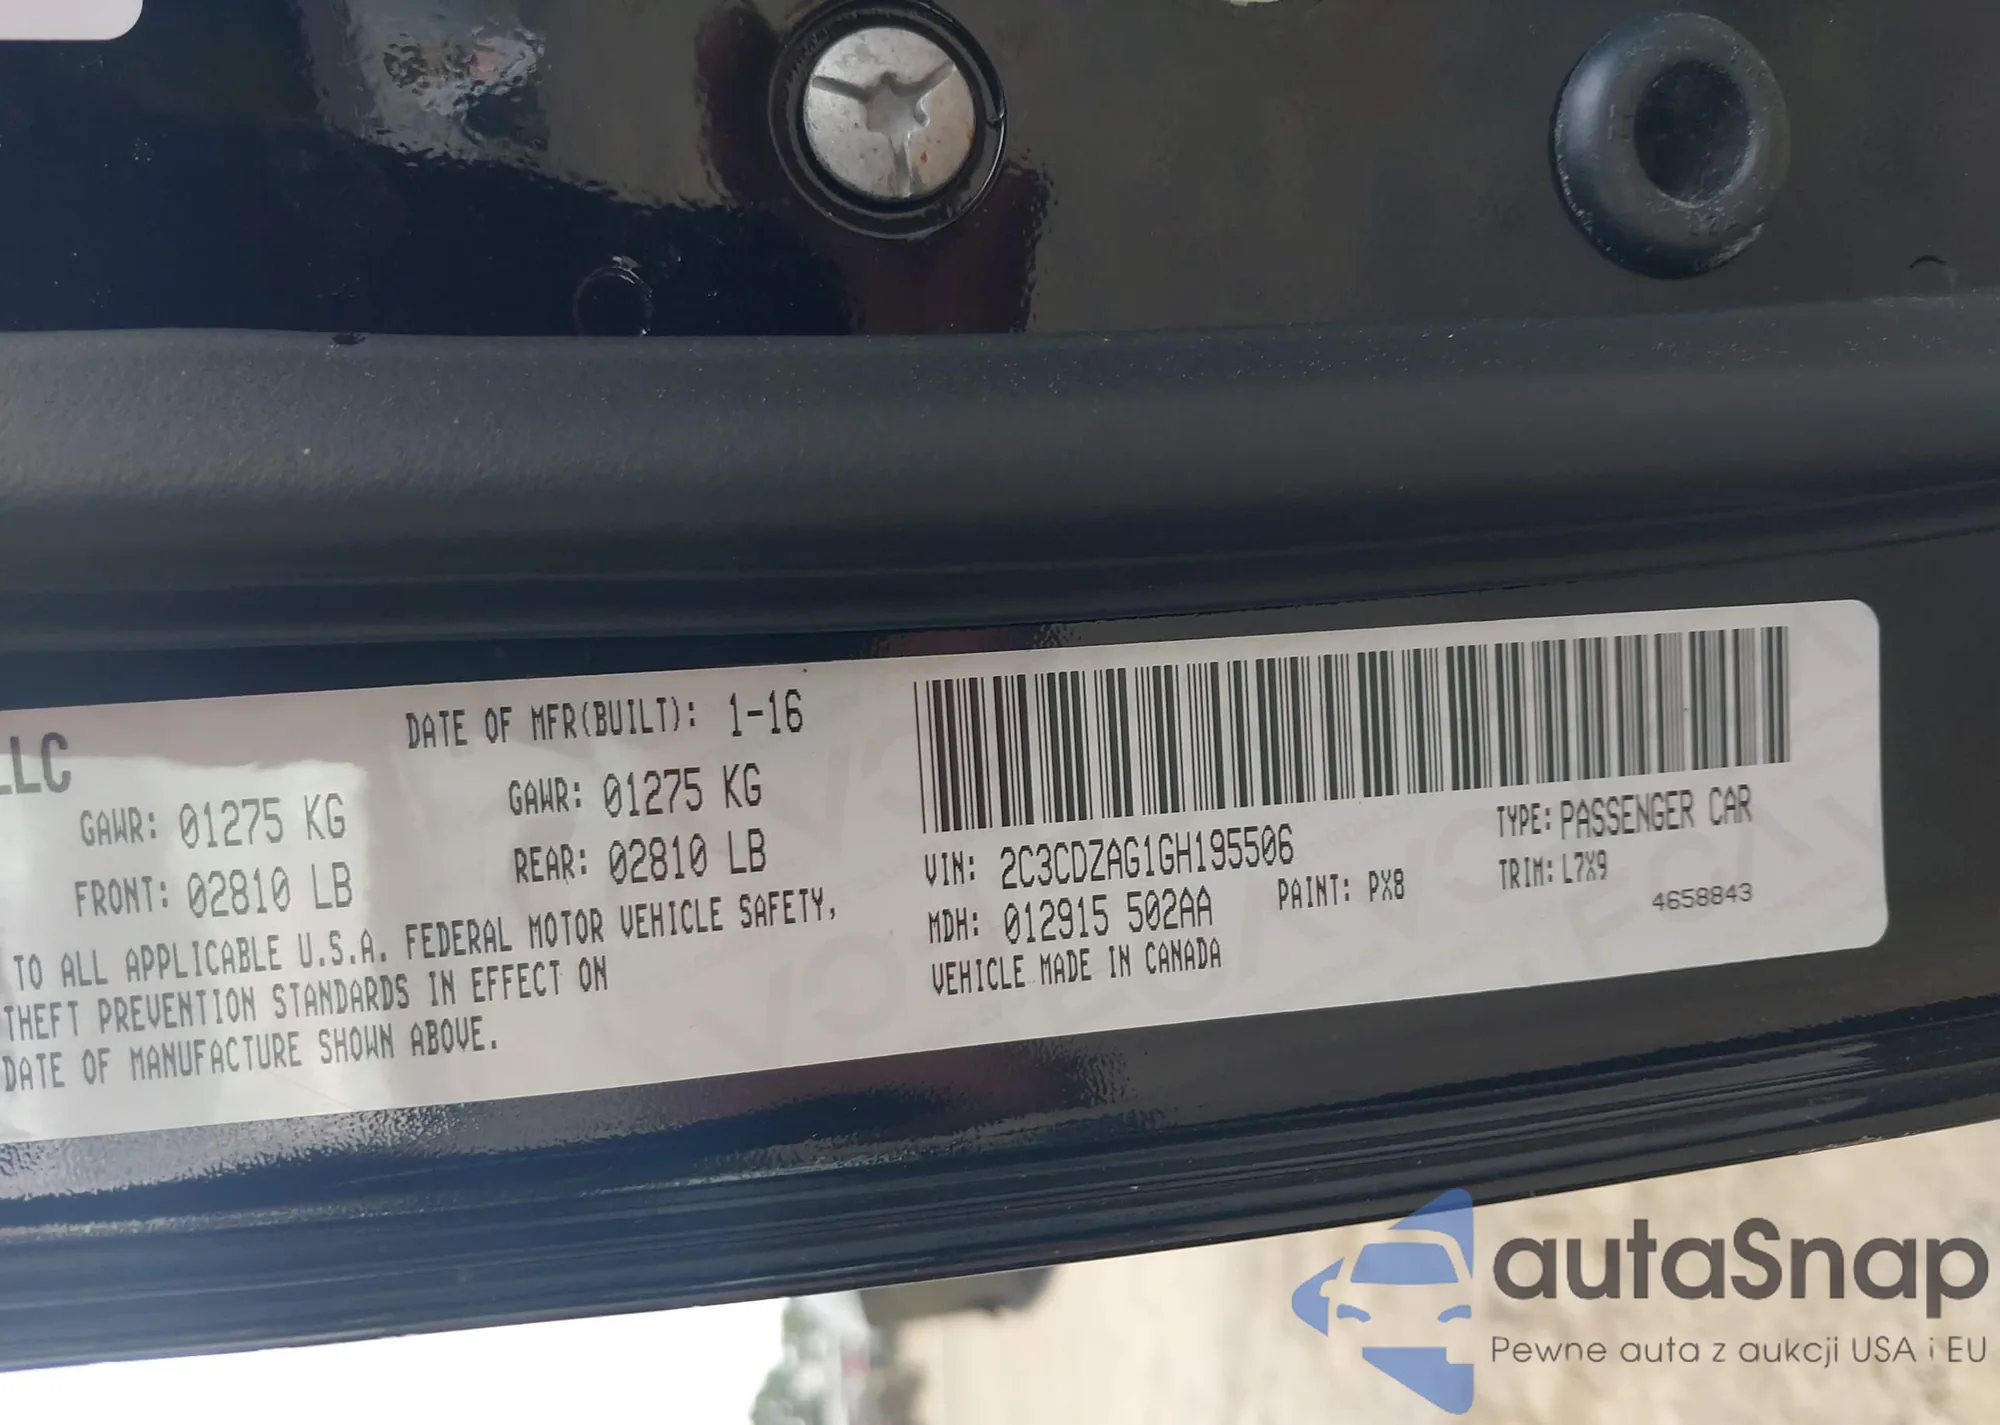 LLC
DATE OF MFR(BUILT): 1-16
GAWR: 01275 KG
FRONT: 02810 LB
GAWR: 01275 KG
REAR: 02810 LB
TO ALL APPLICABLE U.S.A. FEDERAL MOTOR VEHICLE SAFETY,
THEFT PREVENTION STANDARDS IN EFFECT ON
DATE OF MANUFACTURE SHOWN ABOVE.
VIN: 2C3CDZAG1GH195506
TYPE: PASSENGER CAR
MDH: 012915 502AA
PAINT: PX8
TRIM: L7X9
4658843
VEHICLE MADE IN CANADA
autaSnap
Pewne auta z aukcji USA i EU